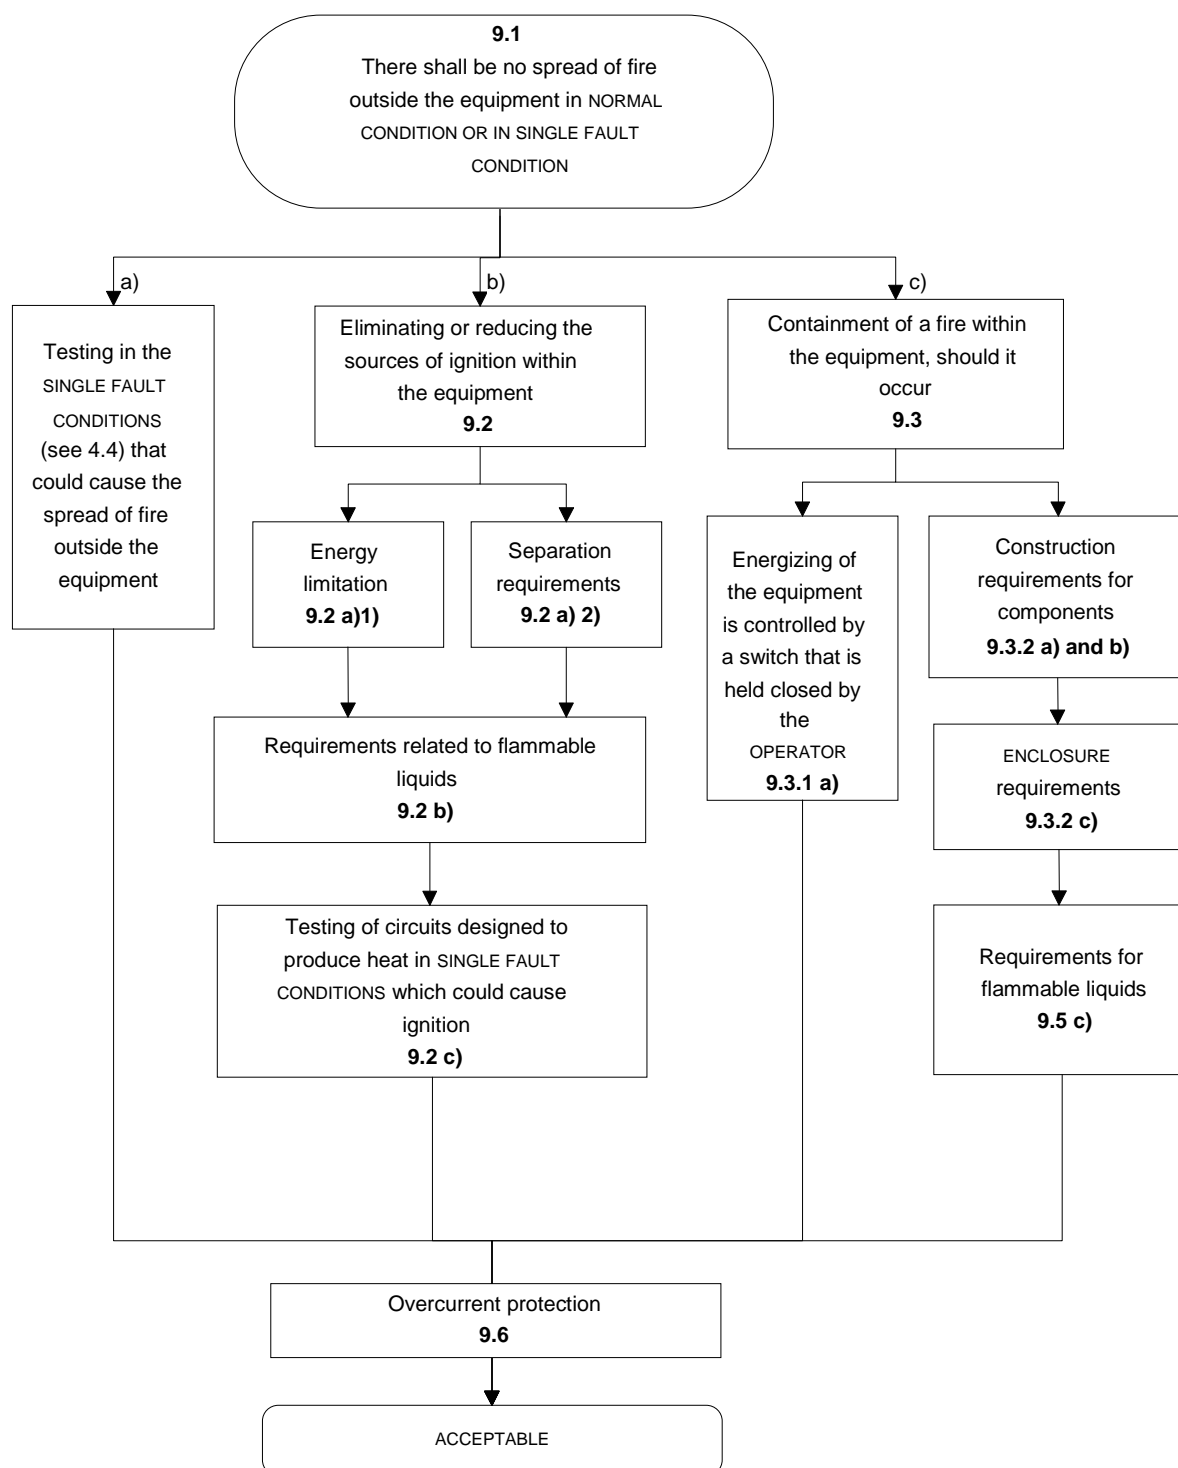 9.1
There shall be no spread of fire
outside the equipment in NORMAL
CONDITION OR IN SINGLE FAULT
CONDITION
a)
Testing in the
SINGLE FAULT
CONDITIONS
(see 4.4) that
could cause the
spread of fire
outside the
equipment
b)
Eliminating or reducing the
sources of ignition within
the equipment
9.2
Energy
limitation
9.2 a)1)
Separation
requirements
9.2 a) 2)
Requirements related to flammable
liquids
9.2 b)
Testing of circuits designed to
produce heat in SINGLE FAULT
CONDITIONS which could cause
ignition
9.2 c)
c)
Containment of a fire within
the equipment, should it
occur
9.3
Energizing of
the equipment
is controlled by
a switch that is
held closed by
the
OPERATOR
9.3.1 a)
Construction
requirements for
components
9.3.2 a) and b)
ENCLOSURE
requirements
9.3.2 c)
Requirements for
flammable liquids
9.5 c)
Overcurrent protection
9.6
ACCEPTABLE